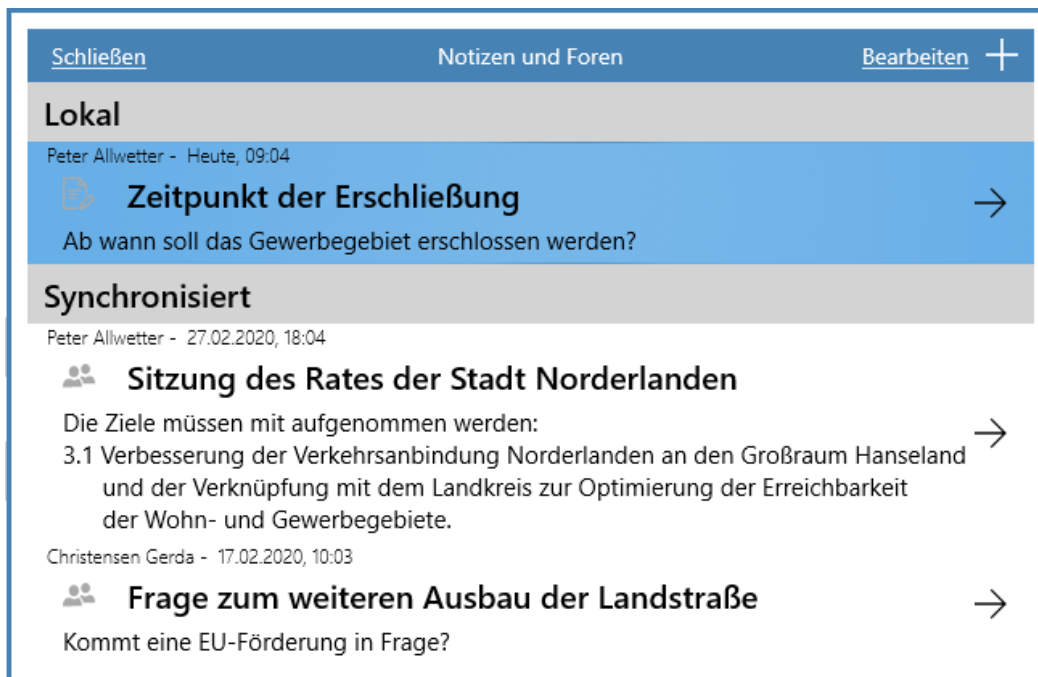 Schließen Notizen und Foren Bearbeiten
Lokal
Peter Allwetter - Heute, 09:04
Zeitpunkt der Erschließung
Ab wann soll das Gewerbegebiet erschlossen werden?
Synchronisiert
Peter Allwetter - 27.02.2020, 18:04
Sitzung des Rates der Stadt Norderlanden
Die Ziele müssen mit aufgenommen werden:
3.1 Verbesserung der Verkehrsanbindung Norderlanden an den Großraum Hanseland
und der Verknüpfung mit dem Landkreis zur Optimierung der Erreichbarkeit
der Wohn- und Gewerbegebiete.
Christensen Gerda - 17.02.2020, 10:03
Frage zum weiteren Ausbau der Landstraße
Kommt eine EU-Förderung in Frage?